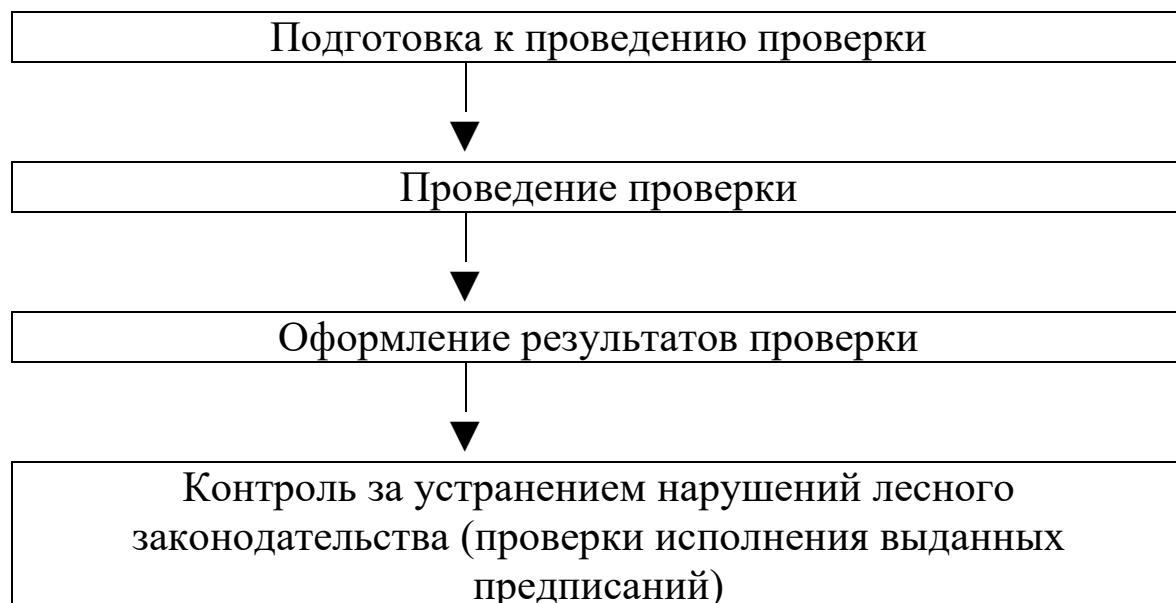 Подготовка к проведению проверки
Проведение проверки
Оформление результатов проверки
Контроль за устранением нарушений лесного
законодательства (проверки исполнения выданных
предписаний)